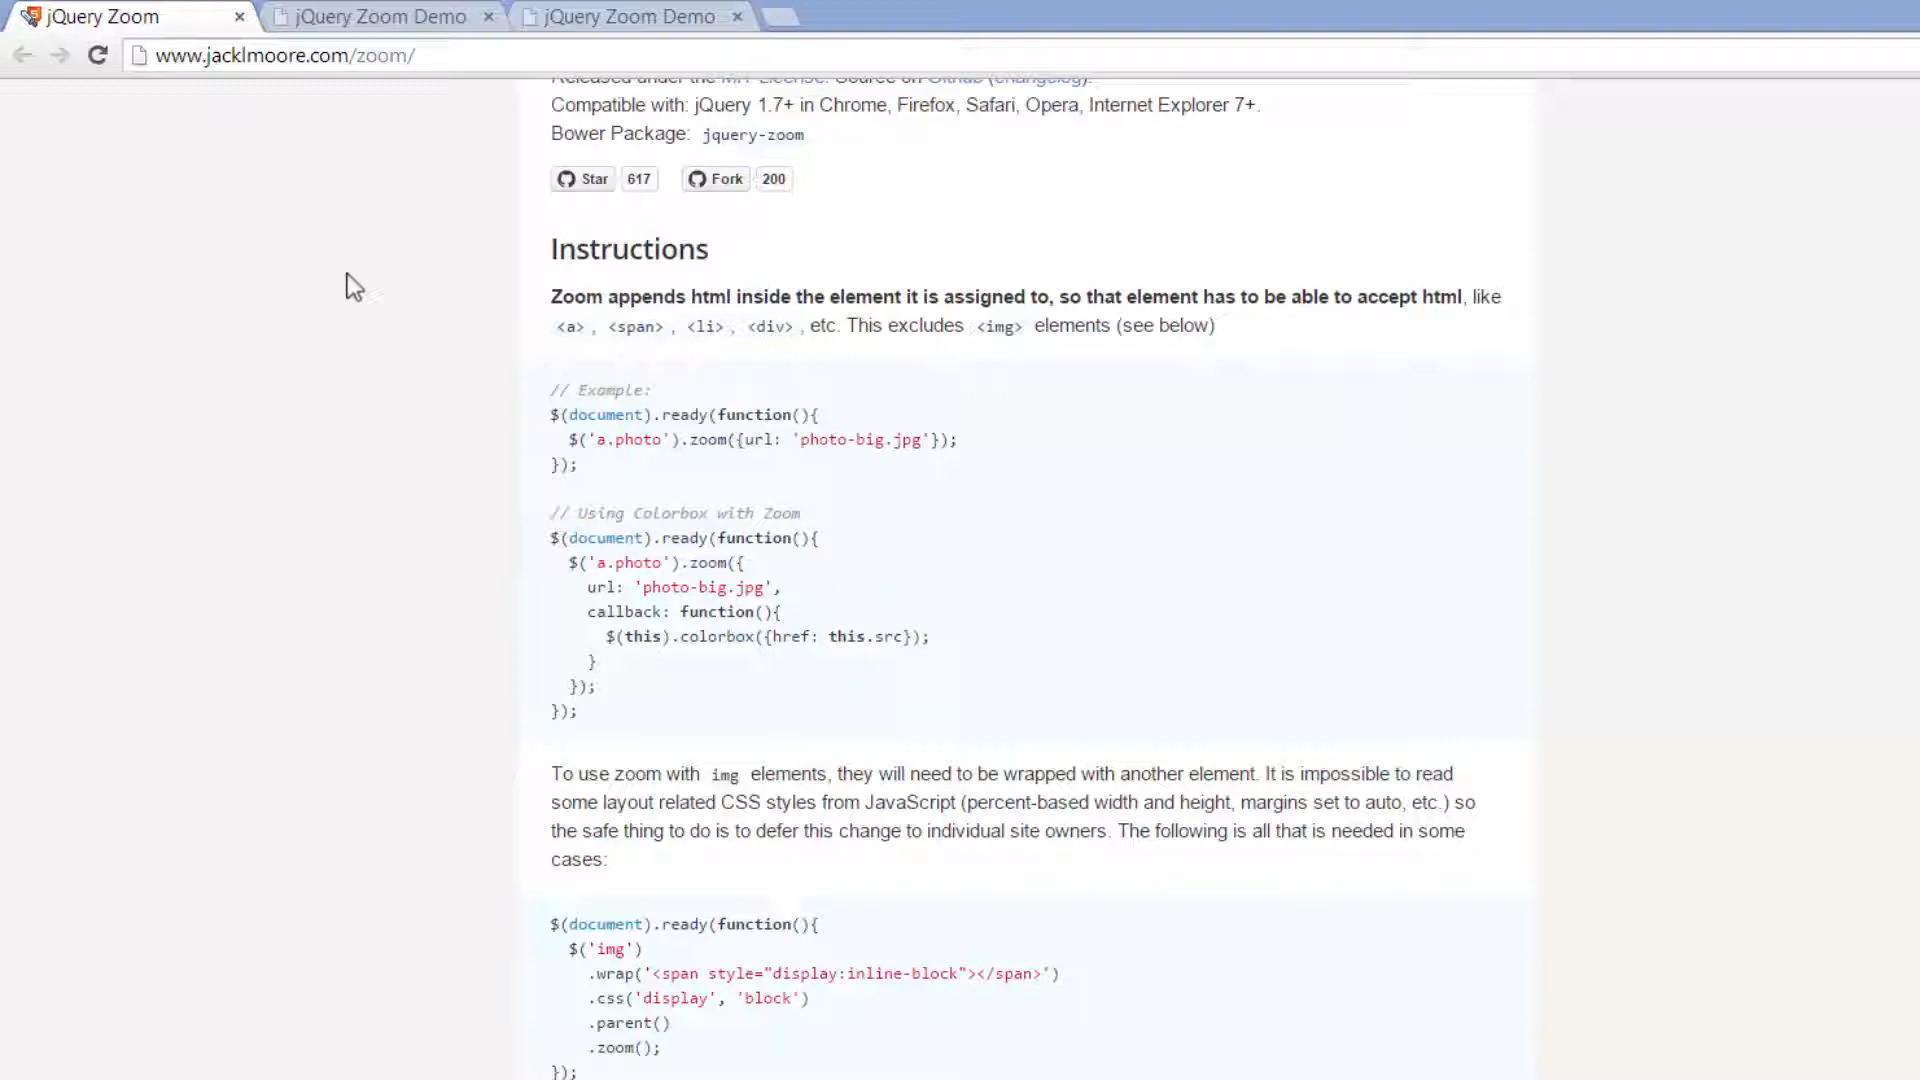 jQuery Zoom
jQuery Zoom Demo
jQuery Zoom Demo
www.jacklmoore.com/zoom/
Released under the MIT License. Source on Github (changelog).
Compatible with: jQuery 1.7+ in Chrome, Firefox, Safari, Opera, Internet Explorer 7+.
Bower Package: jquery-zoom
Star 617 Fork 200
Instructions
Zoom appends html inside the element it is assigned to, so that element has to be able to accept html, like
<a> , <span> , <li> , <div> , etc. This excludes <img> elements (see below)
// Example:
$(document).ready(function(){
  $('a.photo').zoom({url: 'photo-big.jpg'});
});
// Using Colorbox with Zoom
$(document).ready(function(){
  $('a.photo').zoom({
    url: 'photo-big.jpg',
    callback: function(){
      $(this).colorbox({href: this.src});
    }
  });
});
To use zoom with img elements, they will need to be wrapped with another element. It is impossible to read
some layout related CSS styles from JavaScript (percent-based width and height, margins set to auto, etc.) so
the safe thing to do is to defer this change to individual site owners. The following is all that is needed in some
cases:
$(document).ready(function(){
  $('img')
    .wrap('<span style="display:inline-block"></span>')
    .css('display', 'block')
    .parent()
    .zoom();
});